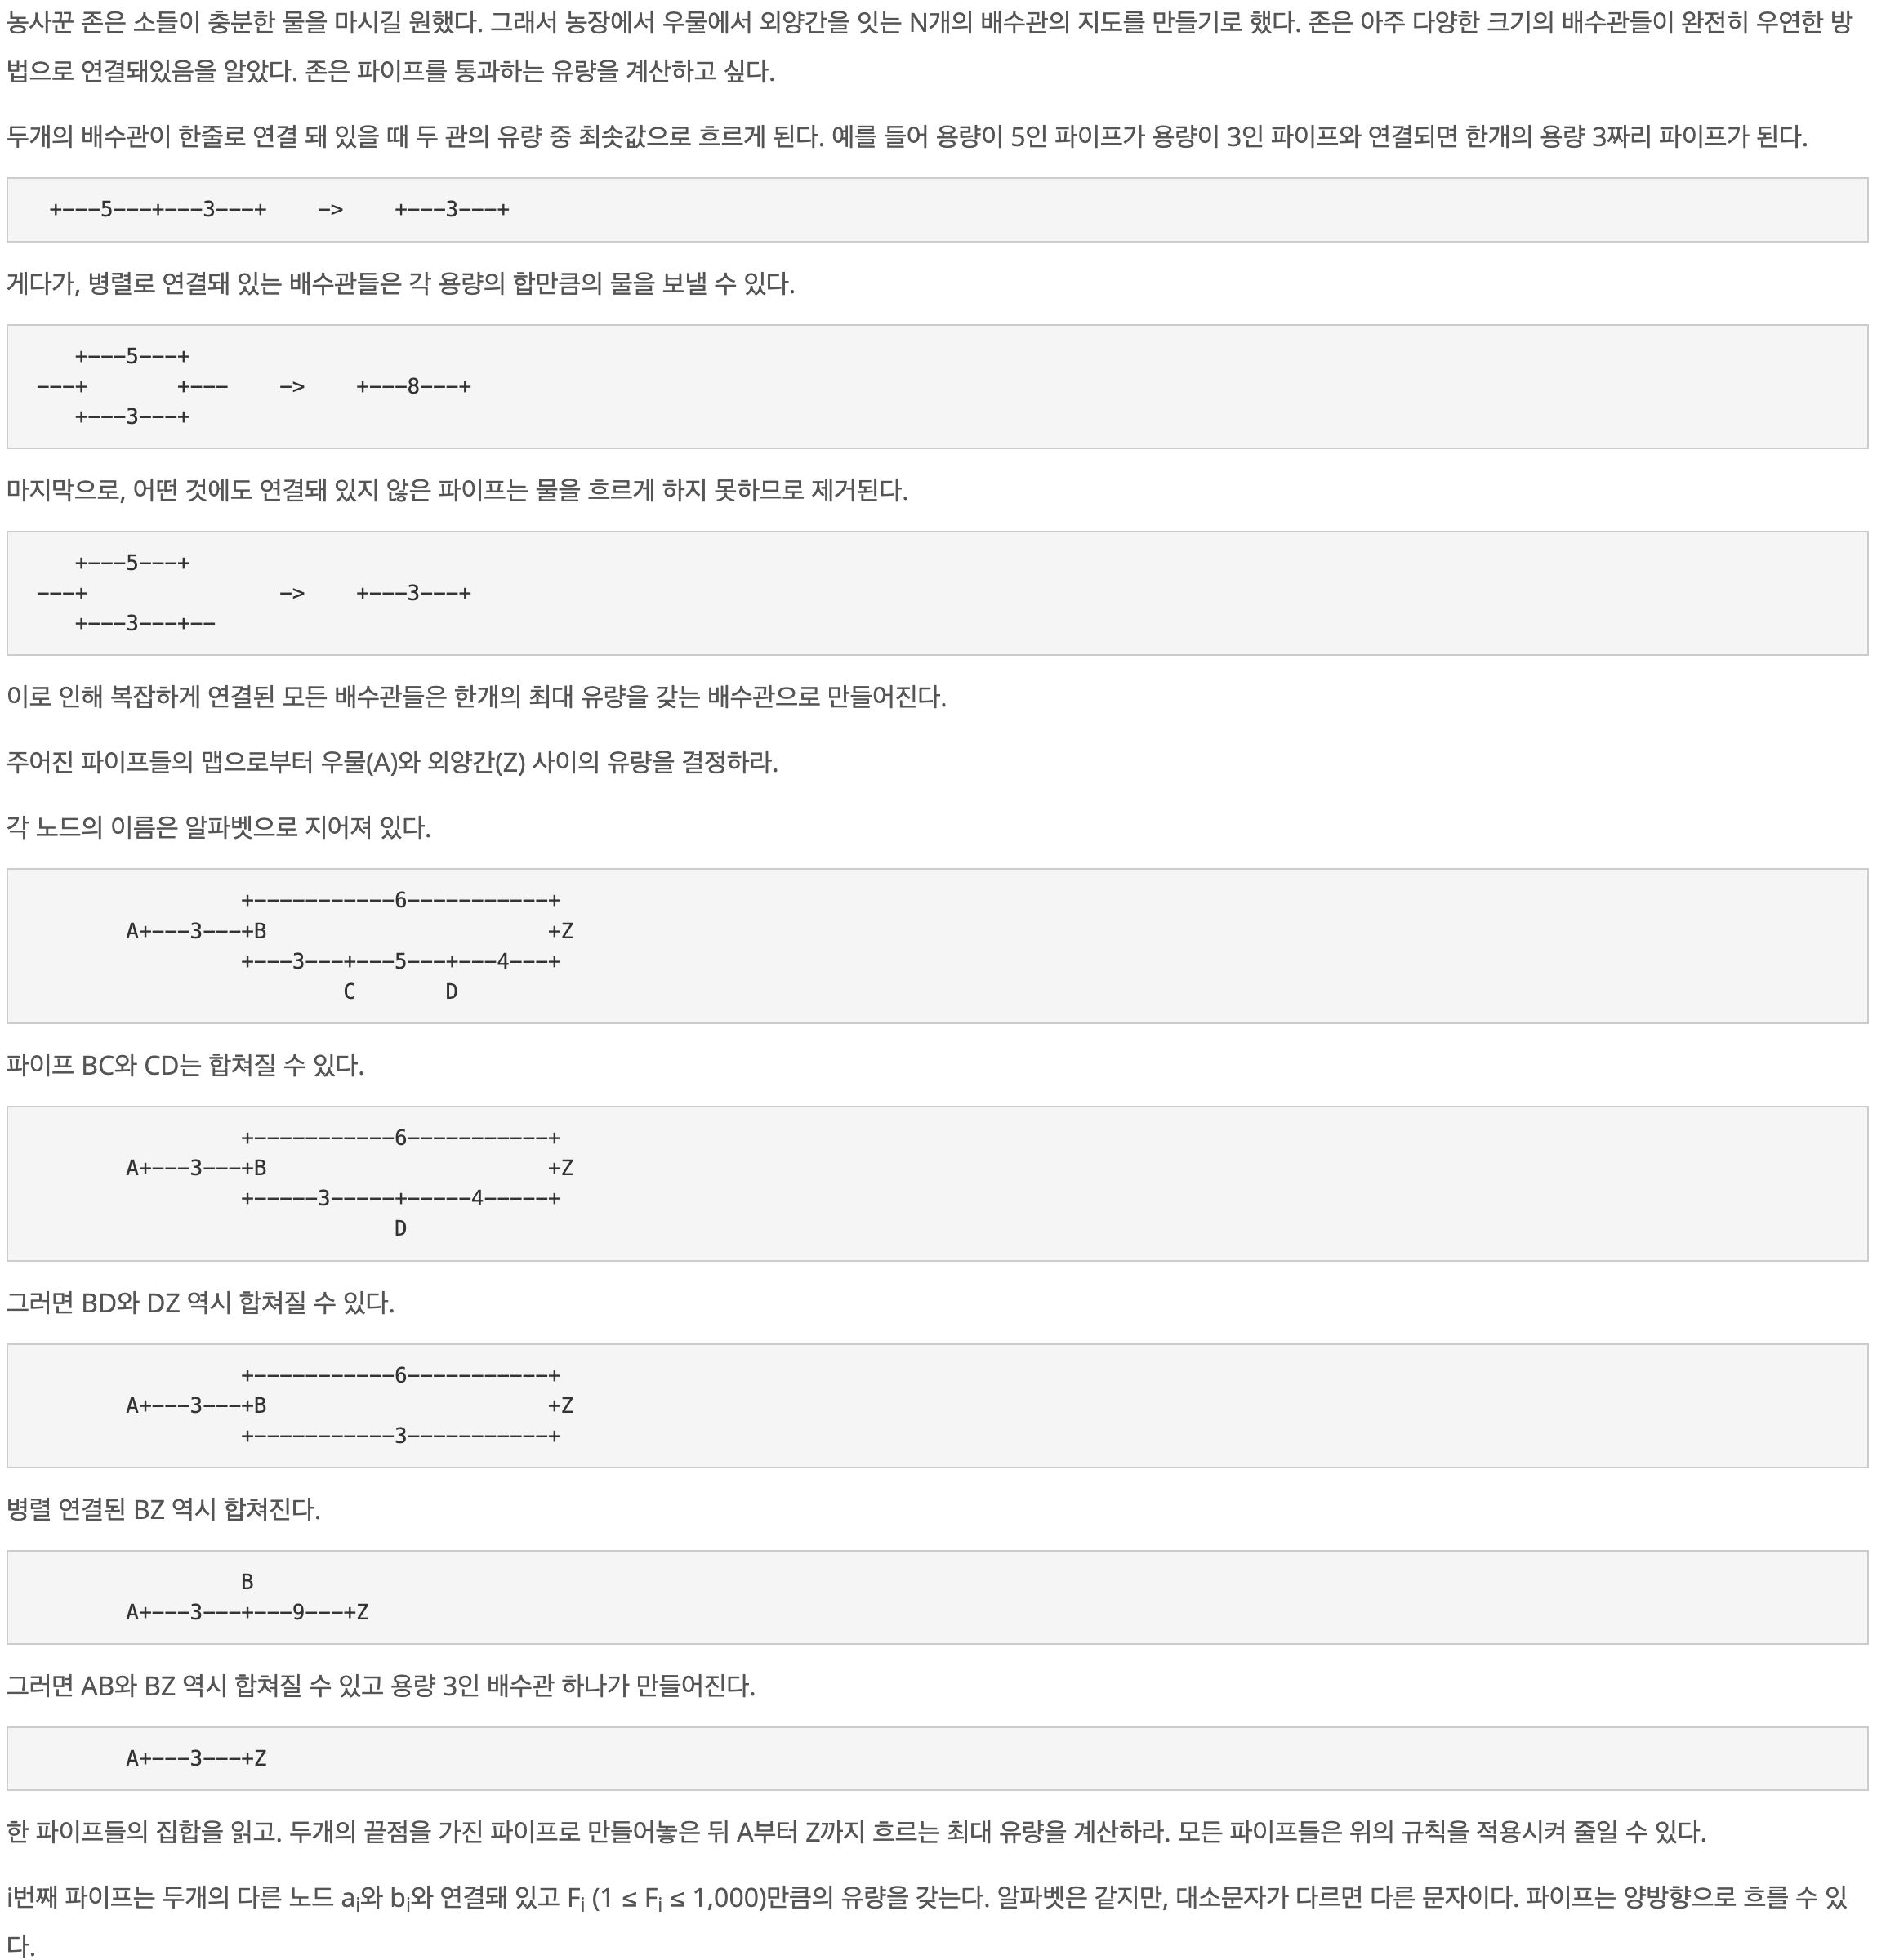 농사꾼 존은 소들이 충분한 물을 마시길 원했다. 그래서 농장에서 우물에서 외양간을 잇는 N개의 배수관의 지도를 만들기로 했다. 존은 아주 다양한 크기의 배수관들이 완전히 우연한 방
법으로 연결돼있음을 알았다. 존은 파이프를 통과하는 유량을 계산하고 싶다.
두개의 배수관이 한줄로 연결 돼 있을 때 두 관의 유량 중 최솟값으로 흐르게 된다. 예를 들어 용량이 5인 파이프가 용량이 3인 파이프와 연결되면 한개의 용량 3짜리 파이프가 된다.
+---5---+---3---+    ->    +---3---+
게다가, 병렬로 연결돼 있는 배수관들은 각 용량의 합만큼의 물을 보낼 수 있다.
   +---5---+
---+       +---    ->    +---8---+
   +---3---+
마지막으로, 어떤 것에도 연결돼 있지 않은 파이프는 물을 흐르게 하지 못하므로 제거된다.
   +---5---+
---+               ->    +---3---+
   +---3---+--
이로 인해 복잡하게 연결된 모든 배수관들은 한개의 최대 유량을 갖는 배수관으로 만들어진다.
주어진 파이프들의 맵으로부터 우물(A)와 외양간(Z) 사이의 유량을 결정하라.
각 노드의 이름은 알파벳으로 지어져 있다.
         +-----------6-----------+
A+---3---+B                      +Z
         +---3---+---5---+---4---+
                 C       D
파이프 BC와 CD는 합쳐질 수 있다.
         +-----------6-----------+
A+---3---+B                      +Z
         +-----3-----+-----4-----+
                     D
그러면 BD와 DZ 역시 합쳐질 수 있다.
         +-----------6-----------+
A+---3---+B                      +Z
         +-----------3-----------+
병렬 연결된 BZ 역시 합쳐진다.
         B
A+---3---+---9---+Z
그러면 AB와 BZ 역시 합쳐질 수 있고 용량 3인 배수관 하나가 만들어진다.
A+---3---+Z
한 파이프들의 집합을 읽고. 두개의 끝점을 가진 파이프로 만들어놓은 뒤 A부터 Z까지 흐르는 최대 유량을 계산하라. 모든 파이프들은 위의 규칙을 적용시켜 줄일 수 있다.
i번째 파이프는 두개의 다른 노드 ai와 bi와 연결돼 있고 Fi (1 ≤ Fi ≤ 1,000)만큼의 유량을 갖는다. 알파벳은 같지만, 대소문자가 다르면 다른 문자이다. 파이프는 양방향으로 흐를 수 있
다.